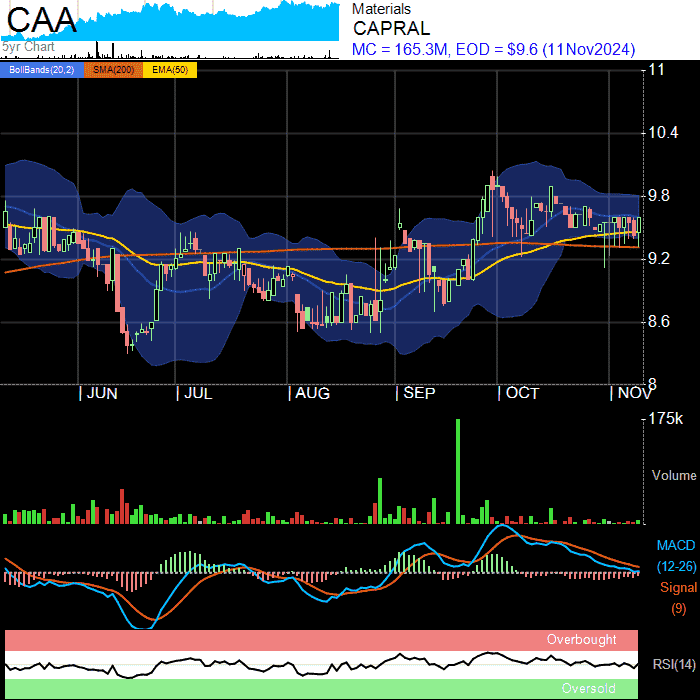 CAA
5yr Chart
Materials
CAPRAL
MC = 165.3M, EOD = $9.6 (11Nov2024)
BollBands(20,2) SMA(200) EMA(50)
11
10.4
9.8
9.2
8.6
8
JUN JUL AUG SEP OCT NOV
175k
Volume
MACD
(12-26)
Signal
(9)
Overbought
RSI(14)
Oversold